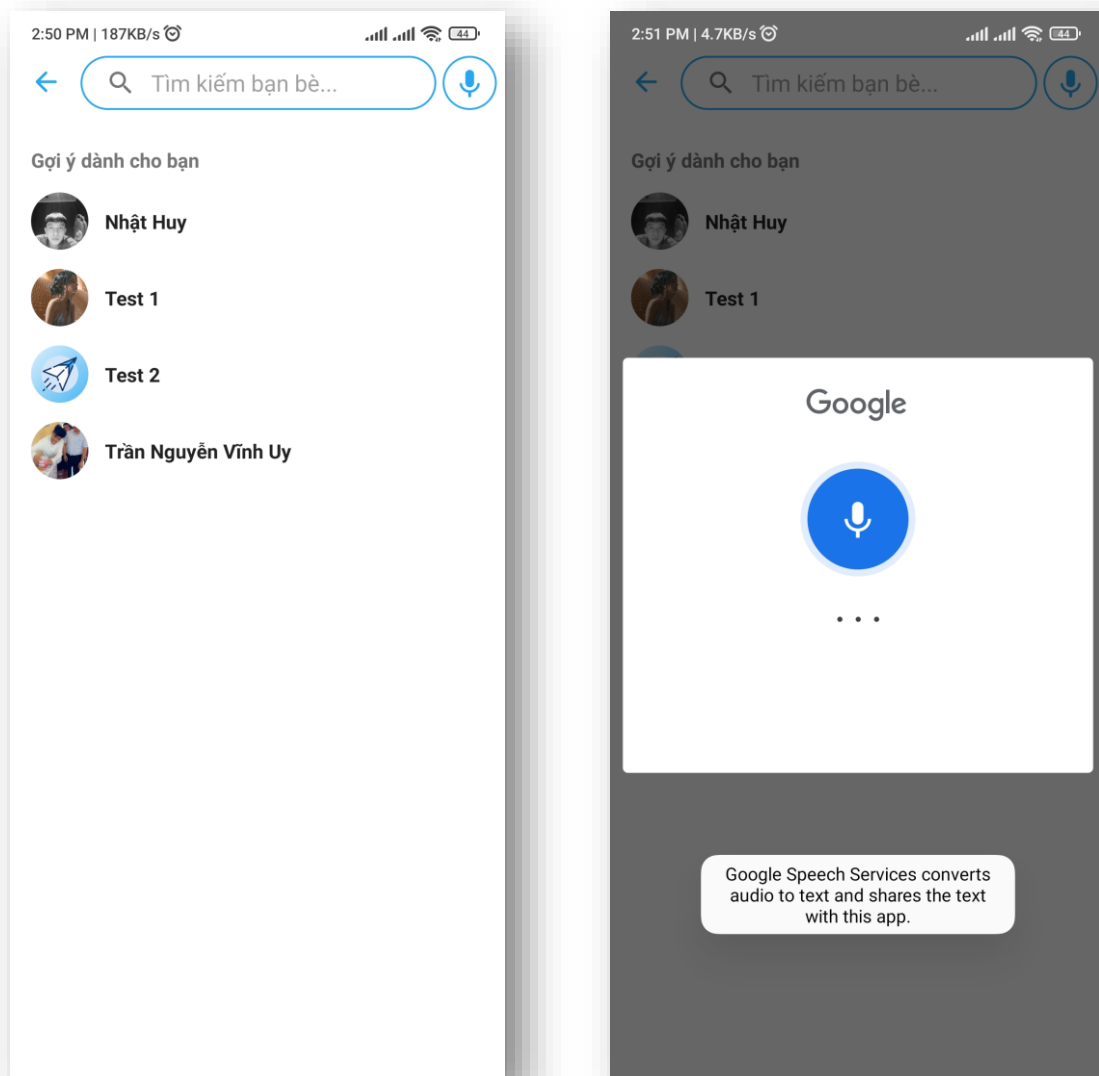 2:50 PM | 187KB/s
44
Tìm kiếm bạn bè...
Gợi ý dành cho bạn
Nhật Huy
Test 1
Test 2
Trần Nguyễn Vĩnh Uy
2:51 PM | 4.7KB/s
44
Tìm kiếm bạn bè...
Gợi ý dành cho bạn
Nhật Huy
Test 1
Google
Google Speech Services converts
audio to text and shares the text
with this app.